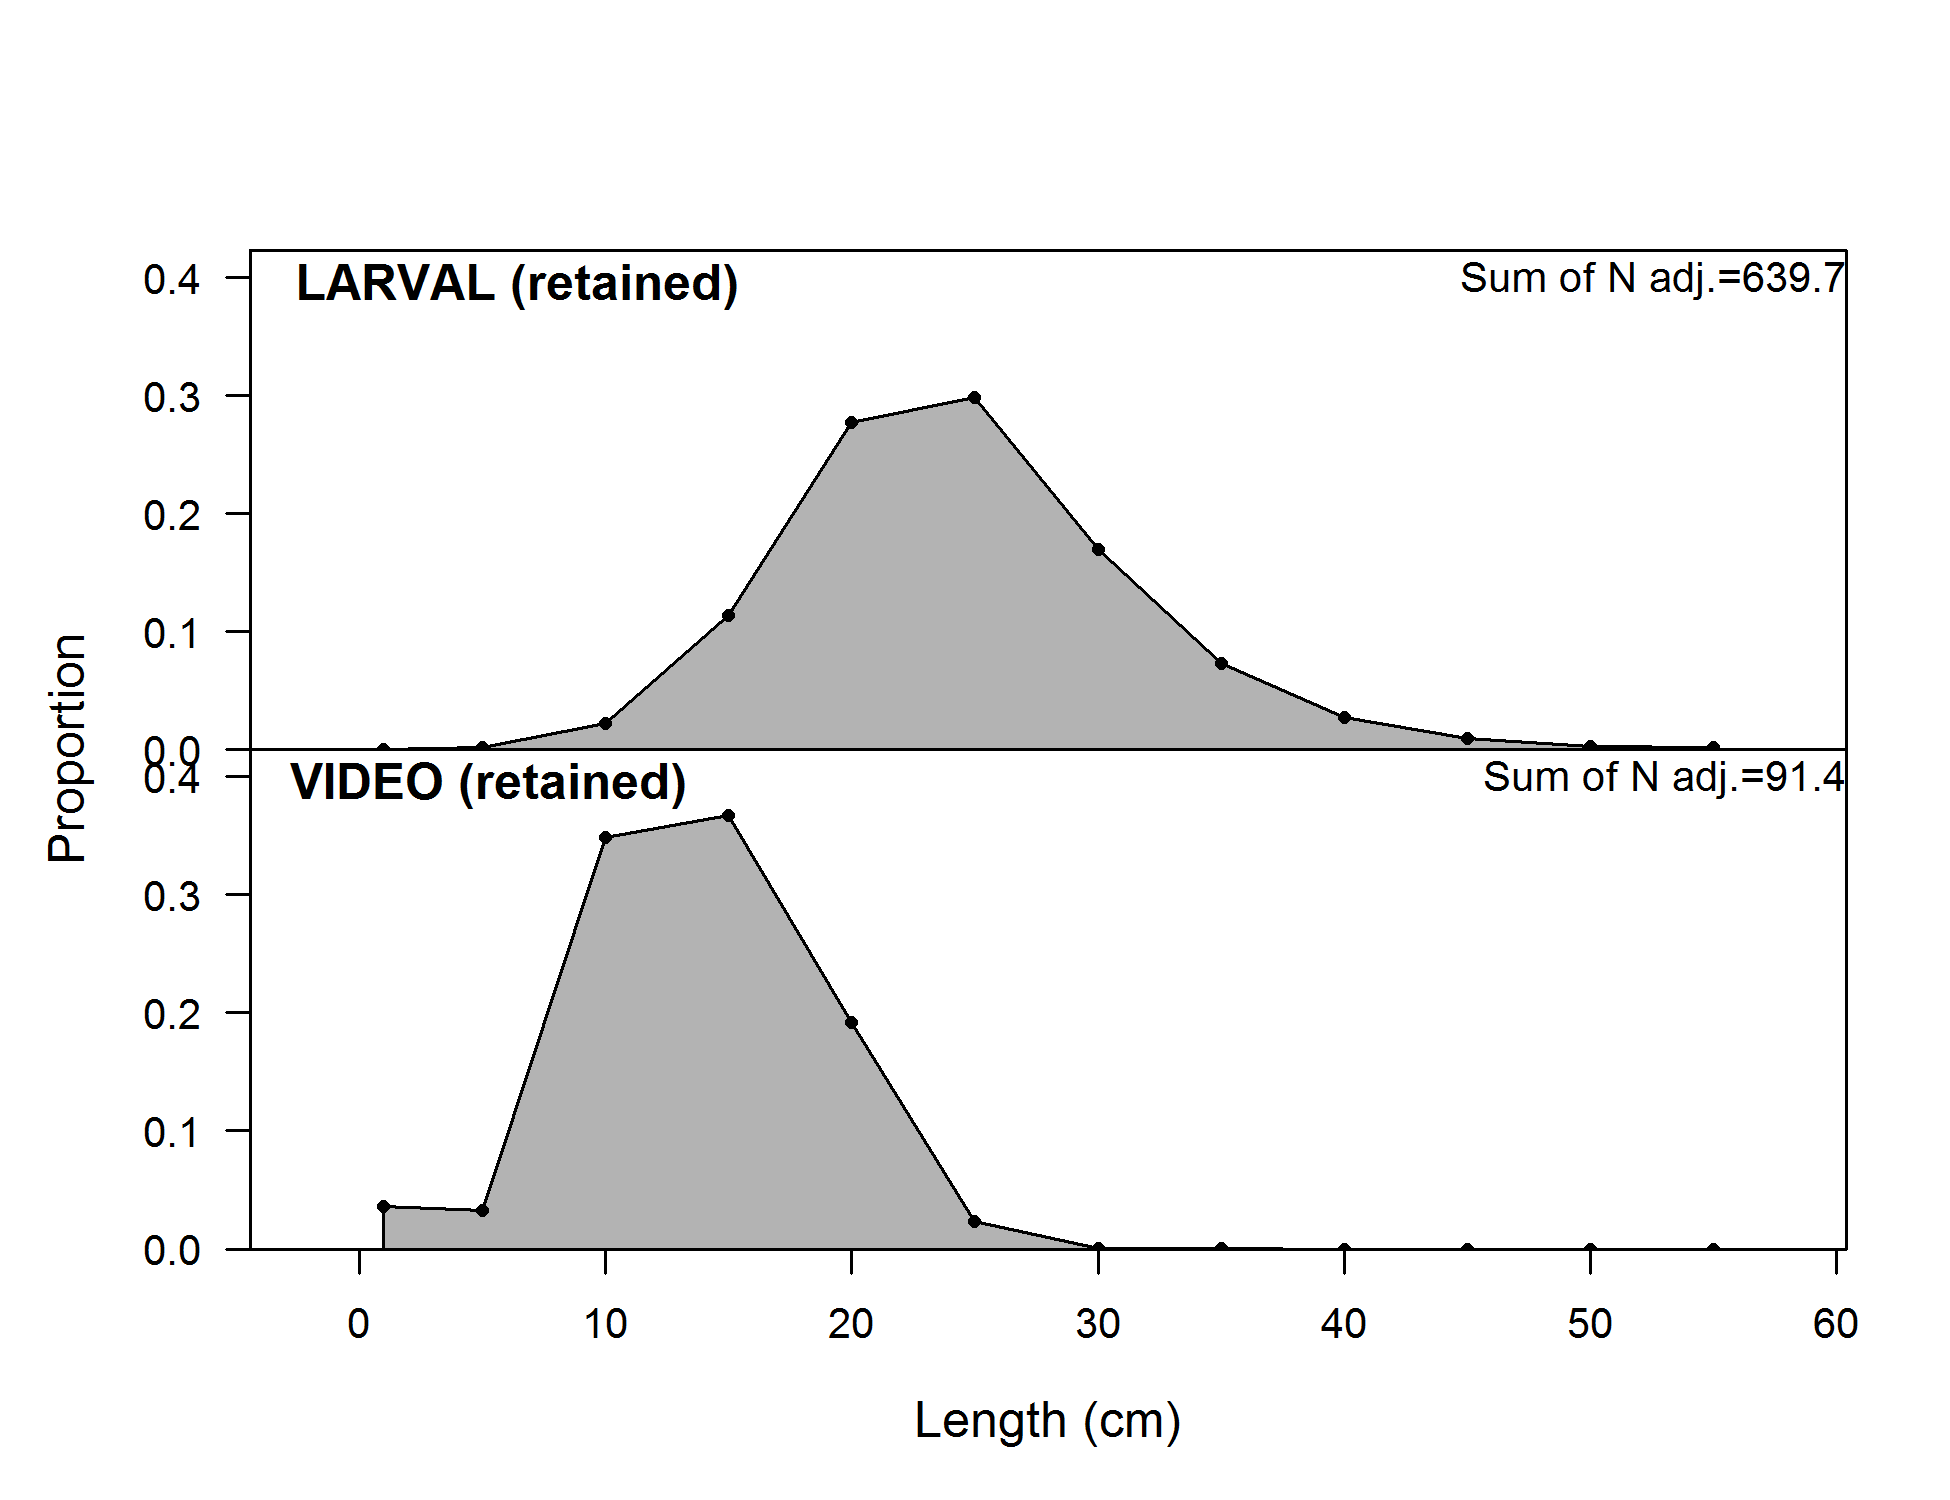 LARVAL (retained)
Sum of N adj.=639.7
0.4
0.3
0.2
0.1
0.0
VIDEO (retained)
Sum of N adj.=91.4
0.4
0.3
0.2
0.1
0.0
Proportion
0 10 20 30 40 50 60
Length (cm)